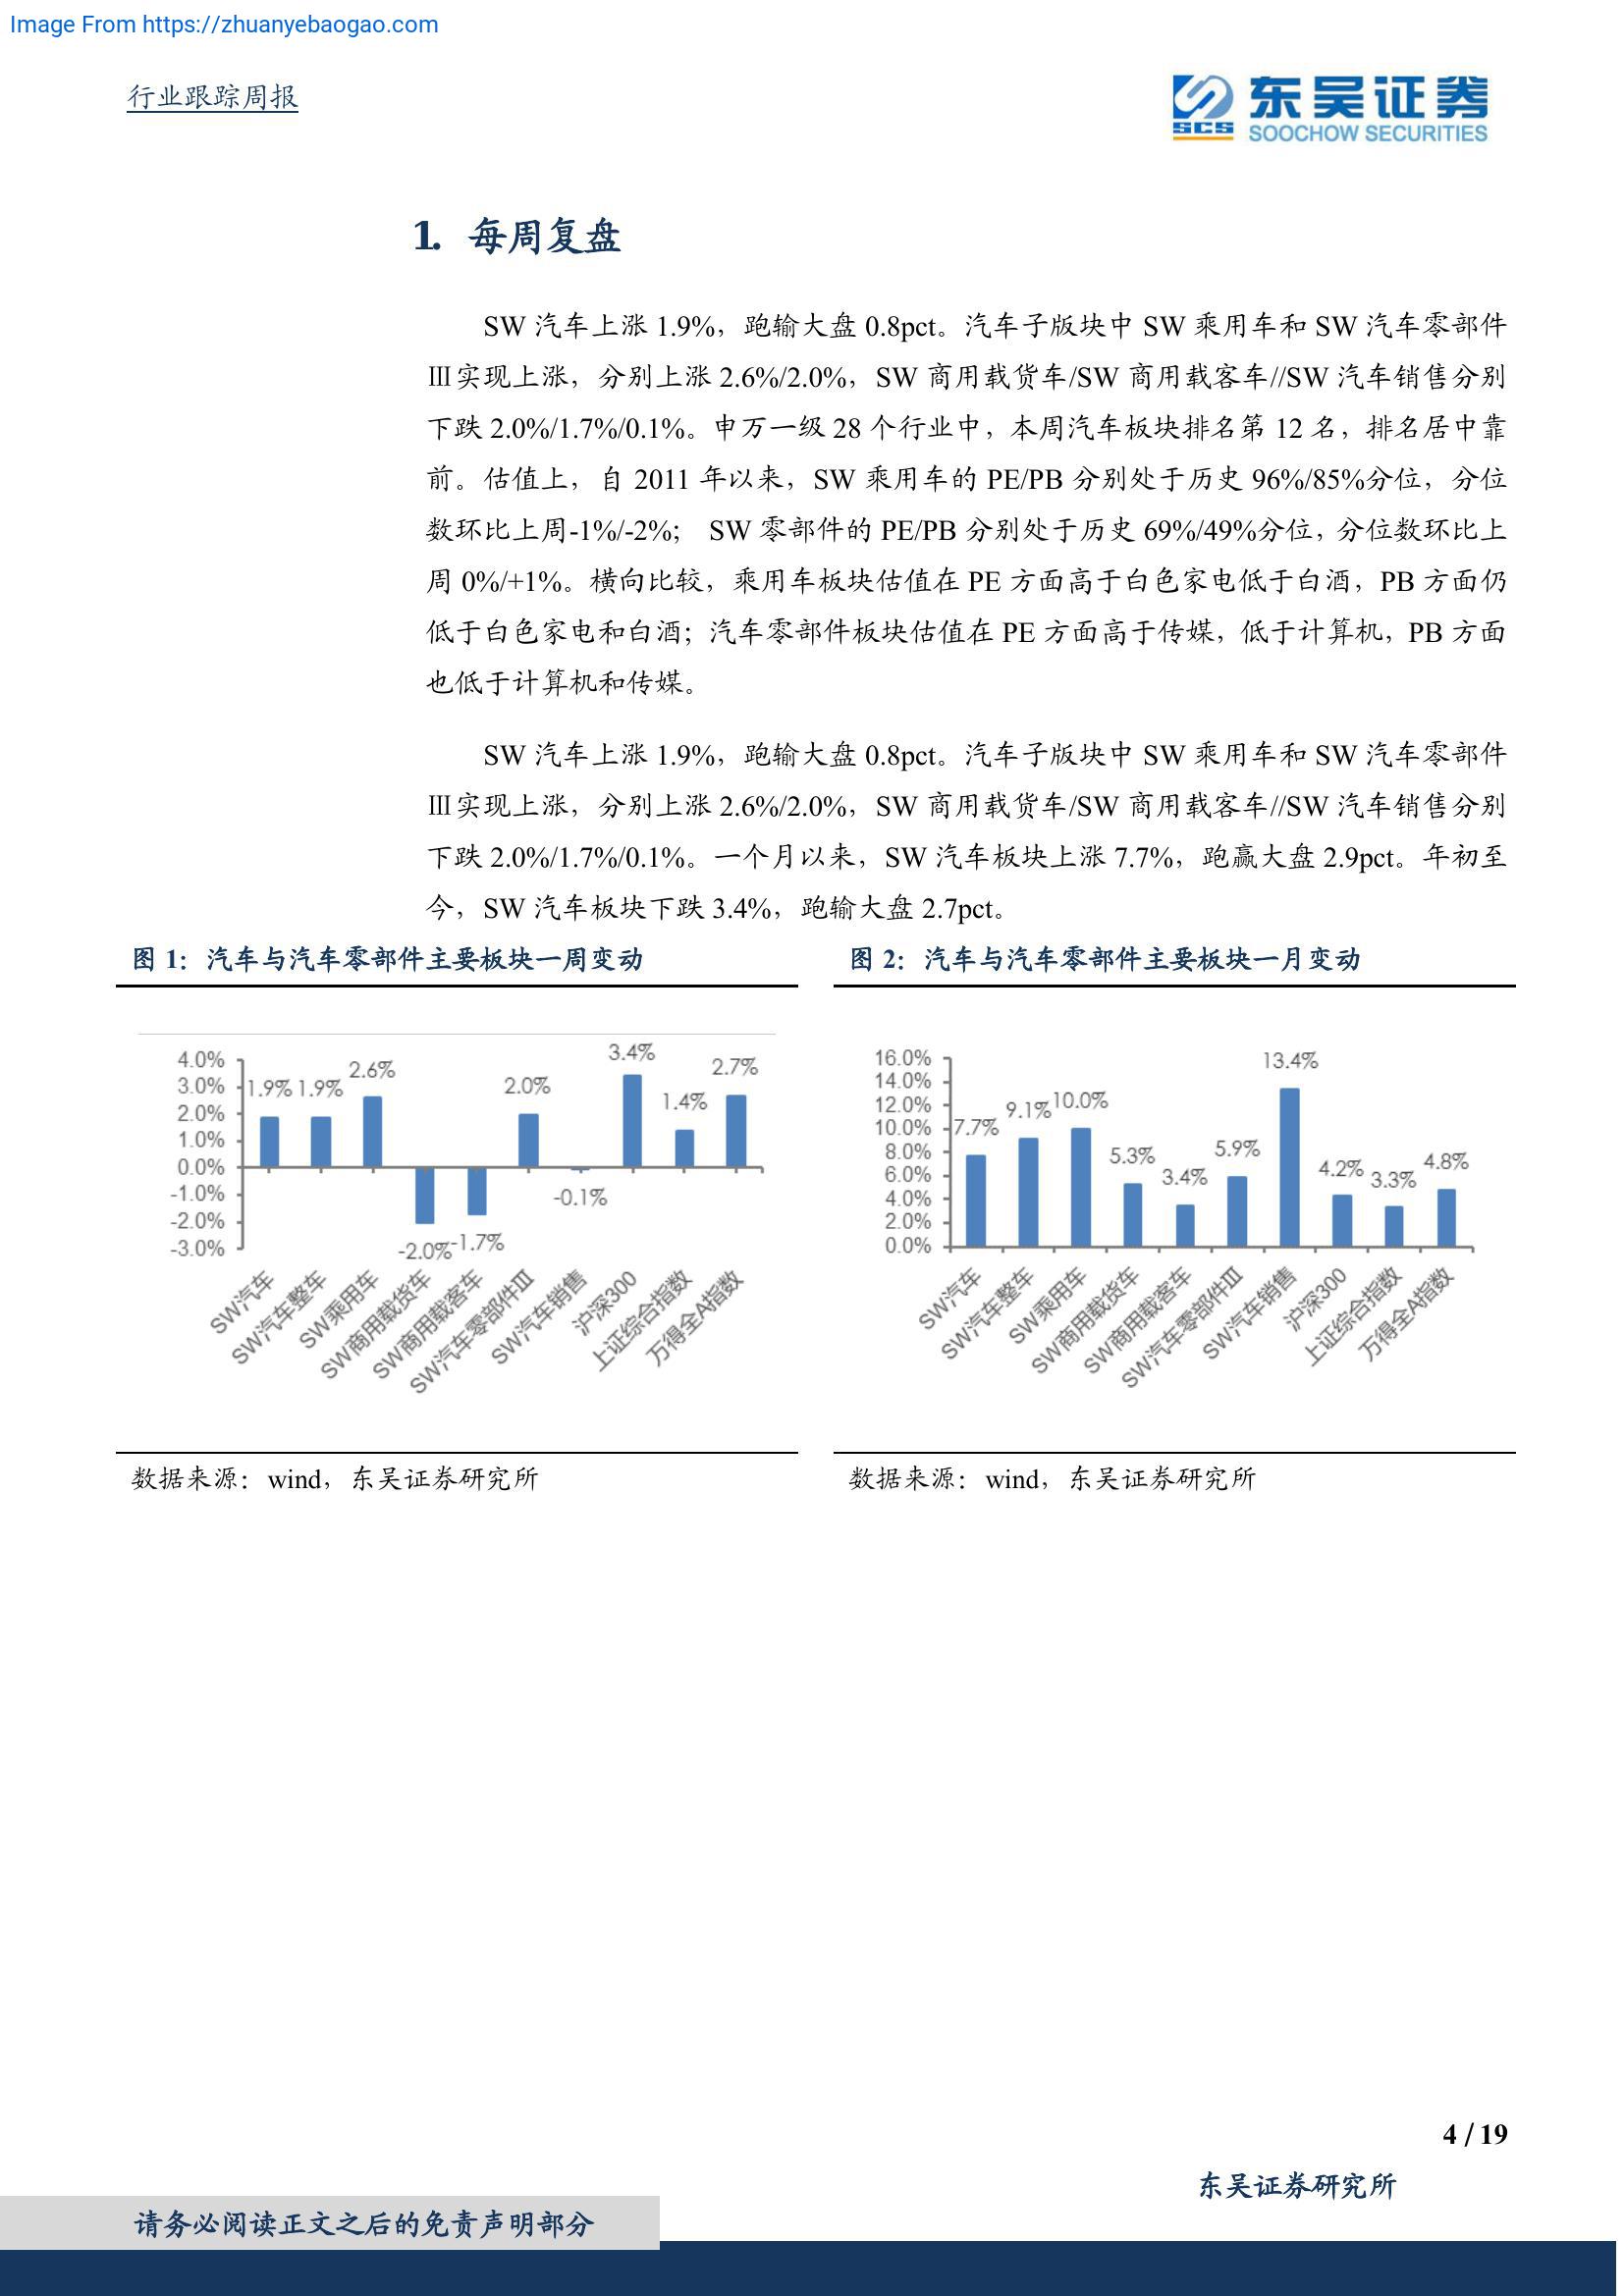 Image From https://zhuanyebaogao.com
行业跟踪周报
东吴证券
SCS
SOOCHOW SECURITIES
1. 每周复盘
SW 汽车上涨 1.9%，跑输大盘 0.8pct。汽车子版块中 SW 乘用车和 SW 汽车零部件
Ⅲ实现上涨，分别上涨 2.6%/2.0%，SW 商用载货车/SW 商用载客车//SW 汽车销售分别
下跌 2.0%/1.7%/0.1%。申万一级 28 个行业中，本周汽车板块排名第 12 名，排名居中靠
前。估值上，自 2011 年以来，SW 乘用车的 PE/PB 分别处于历史 96%/85%分位，分位
数环比上周-1%/-2%； SW 零部件的 PE/PB 分别处于历史 69%/49%分位，分位数环比上
周 0%/+1%。横向比较，乘用车板块估值在 PE 方面高于白色家电低于白酒，PB 方面仍
低于白色家电和白酒；汽车零部件板块估值在 PE 方面高于传媒，低于计算机，PB 方面
也低于计算机和传媒。
SW 汽车上涨 1.9%，跑输大盘 0.8pct。汽车子版块中 SW 乘用车和 SW 汽车零部件
Ⅲ实现上涨，分别上涨 2.6%/2.0%，SW 商用载货车/SW 商用载客车//SW 汽车销售分别
下跌 2.0%/1.7%/0.1%。一个月以来，SW 汽车板块上涨 7.7%，跑赢大盘 2.9pct。年初至
今，SW 汽车板块下跌 3.4%，跑输大盘 2.7pct。
图 1：汽车与汽车零部件主要板块一周变动
4.0%
3.0%
2.0%
1.0%
0.0%
-1.0%
-2.0%
-3.0%
1.9%
1.9%
2.6%
-2.0%
-1.7%
2.0%
-0.1%
3.4%
1.4%
2.7%
SW汽车
SW汽车整车
SW乘用车
SW商用载货车
SW商用载客车
SW汽车零部件III
SW汽车销售
沪深300
上证综合指数
万得全A指数
数据来源：wind，东吴证券研究所
图 2：汽车与汽车零部件主要板块一月变动
16.0%
14.0%
12.0%
10.0%
8.0%
6.0%
4.0%
2.0%
0.0%
7.7%
9.1%
10.0%
5.3%
3.4%
5.9%
13.4%
4.2%
3.3%
4.8%
SW汽车
SW汽车整车
SW乘用车
SW商用载货车
SW商用载客车
SW汽车零部件III
SW汽车销售
沪深300
上证综合指数
万得全A指数
数据来源：wind，东吴证券研究所
4 / 19
东吴证券研究所
请务必阅读正文之后的免责声明部分